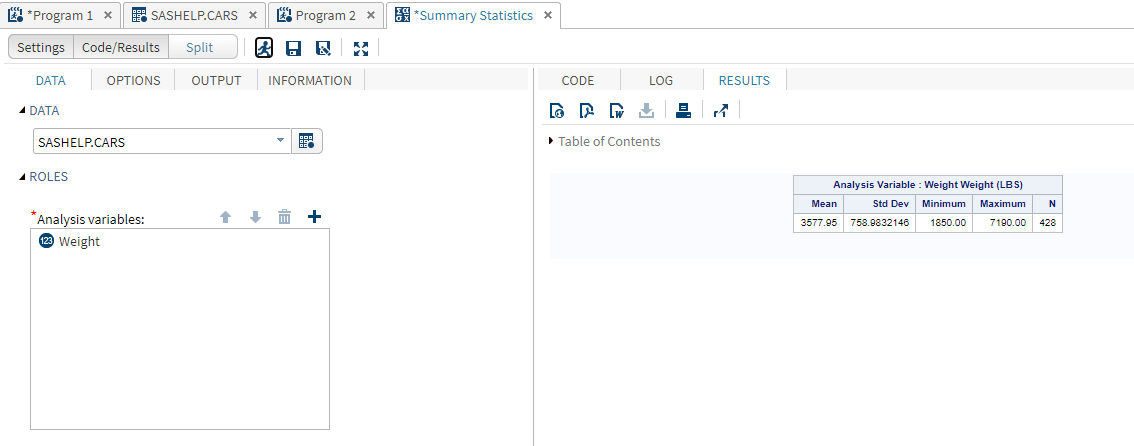 *Program 1 × SASHELP.CARS × Program 2 × *Summary Statistics ×
Settings Code/Results Split
DATA OPTIONS OUTPUT INFORMATION
DATA
SASHELP.CARS
ROLES
*Analysis variables:
123 Weight
CODE LOG RESULTS
Table of Contents
Analysis Variable : Weight Weight (LBS)
Mean Std Dev Minimum Maximum N
3577.95 758.9832146 1850.00 7190.00 428